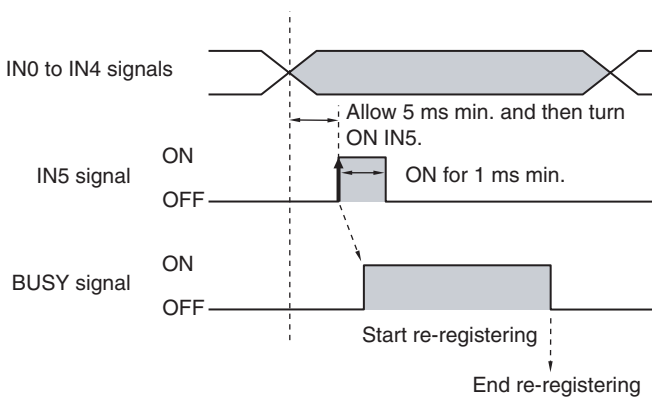 IN0 to IN4 signals
Allow 5 ms min. and then turn
ON IN5.
ON
IN5 signal
ON for 1 ms min.
OFF
ON
BUSY signal
OFF
Start re-registering
End re-registering